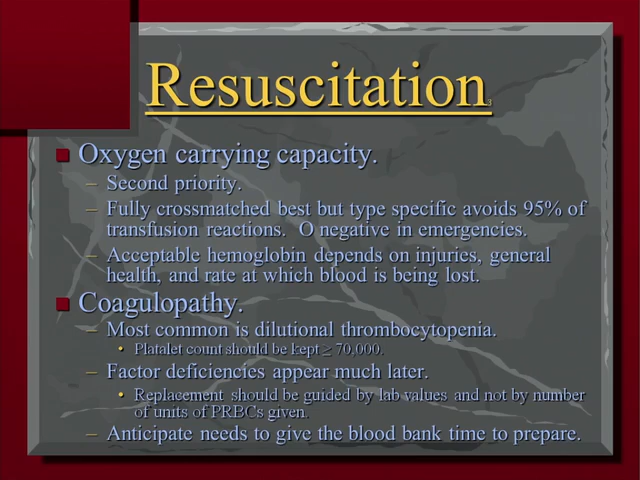 Resuscitation3
Oxygen carrying capacity.
– Second priority.
– Fully crossmatched best but type specific avoids 95% of
transfusion reactions. O negative in emergencies.
– Acceptable hemoglobin depends on injuries, general
health, and rate at which blood is being lost.
Coagulopathy.
– Most common is dilutional thrombocytopenia.
• Platalet count should be kept ≥ 70,000.
– Factor deficiencies appear much later.
• Replacement should be guided by lab values and not by number
of units of PRBCs given.
– Anticipate needs to give the blood bank time to prepare.